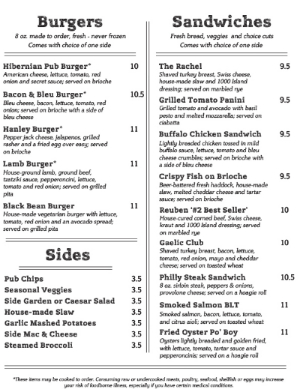 Burgers
8 oz. made to order, fresh - never frozen
Comes with choice of one side
Hibernian Pub Burger* 10
American cheese, lettuce, tomato, red
onion and secret sauce; served on brioche
Bacon & Bleu Burger* 10.5
Bleu cheese, bacon, lettuce, tomato, red
onion; served on brioche with a side of
bleu cheese
Hanley Burger* 11
Pepper jack cheese, jalapenos, grilled
rasher and a fried egg over easy; served
on brioche
Lamb Burger* 11
House-ground lamb, ground beef,
tzatziki sauce, pepperoncini, lettuce,
tomato and red onion; served on grilled
pita
Black Bean Burger 11
House-made vegetarian burger with lettuce,
tomato, red onion and an avocado spread;
served on grilled pita
Sides
Pub Chips 3.5
Seasonal Veggies 3.5
Side Garden or Caesar Salad 3.5
House-made Slaw 3.5
Garlic Mashed Potatoes 3.5
Side Mac & Cheese 3.5
Steamed Broccoli 3.5
Sandwiches
Fresh bread, veggies and choice cuts
Comes with choice of one side
The Rachel 9.5
Shaved turkey breast, Swiss cheese,
house-made slaw and 1000 Island
dressing; served on marbled rye
Grilled Tomato Panini 9.5
Grilled tomato and avocado with basil
pesto and melted mozzarella; served on
ciabatta
Buffalo Chicken Sandwich 9.5
Lightly breaded chicken tossed in mild
buffalo sauce, lettuce, tomato and bleu
cheese crumbles; served on brioche with
a side of bleu cheese
Crispy Fish on Brioche 9.5
Beer-battered fresh haddock, house-made
slaw, melted cheddar cheese and tartar
sauce; served on brioche
Reuben '#2 Best Seller' 10
House-cured corned beef, Swiss cheese,
kraut and 1000 Island dressing; served
on marbled rye
Gaelic Club 10
Shaved turkey breast, bacon, lettuce,
tomato, red onion, mayo and cheddar
cheese; served on toasted wheat
Philly Steak Sandwich 10.5
8 oz. sirloin steak, peppers & onions,
provolone cheese; served on a hoagie roll
Smoked Salmon BLT 11
Smoked salmon, bacon, lettuce, tomato,
and citrus aioli; served on toasted wheat
Fried Oyster Po' Boy 11
Oysters lightly breaded and golden fried,
with lettuce, tomato, tartar sauce and
pepperoncini; served on a hoagie roll
*These items may be cooked to order. Consuming raw or undercooked meats, poultry, seafood, shellfish or eggs may increase
your risk of foodborne illness, especially if you have certain medical conditions.